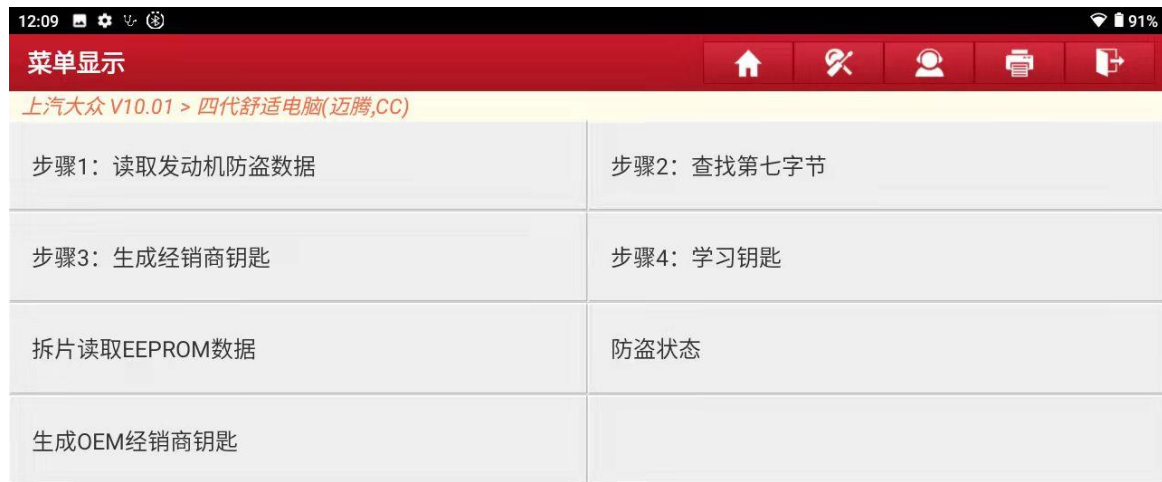 12:09
91%
菜单显示
上汽大众 V10.01 > 四代舒适电脑(迈腾,CC)
步骤1：读取发动机防盗数据
步骤2：查找第七字节
步骤3：生成经销商钥匙
步骤4：学习钥匙
拆片读取EEPROM数据
防盗状态
生成OEM经销商钥匙